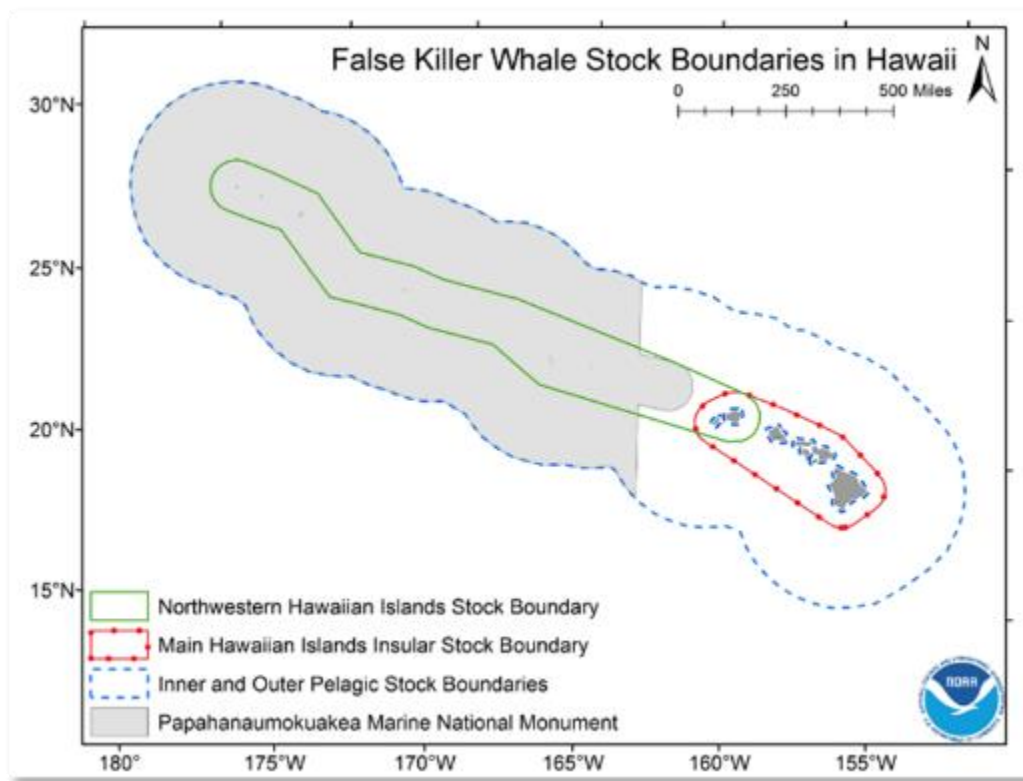 False Killer Whale Stock Boundaries in Hawaii
N
0 250 500 Miles
30°N
25°N
20°N
15°N
Northwestern Hawaiian Islands Stock Boundary
Main Hawaiian Islands Insular Stock Boundary
Inner and Outer Pelagic Stock Boundaries
Papahanaumokuakea Marine National Monument
NOAA
180° 175°W 170°W 165°W 160°W 155°W